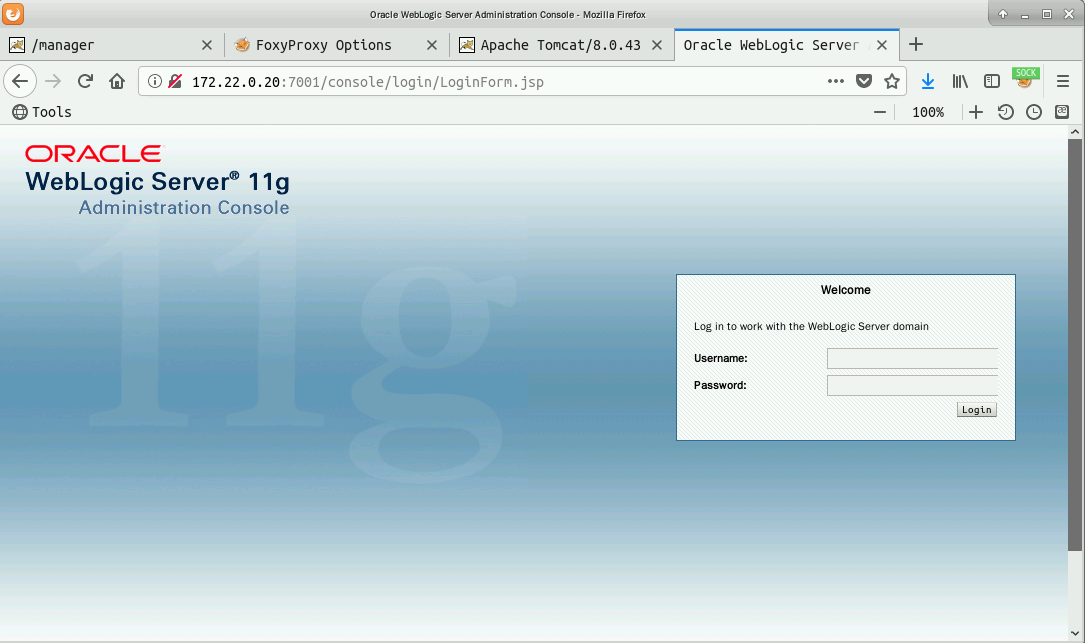 Oracle WebLogic Server Administration Console - Mozilla Firefox
/manager
FoxyProxy Options
Apache Tomcat/8.0.43
Oracle WebLogic Server
172.22.0.20:7001/console/login/LoginForm.jsp
SOCK
Tools
100%
ORACLE
WebLogic Server® 11g
Administration Console
11g
Welcome
Log in to work with the WebLogic Server domain
Username:
Password:
Login